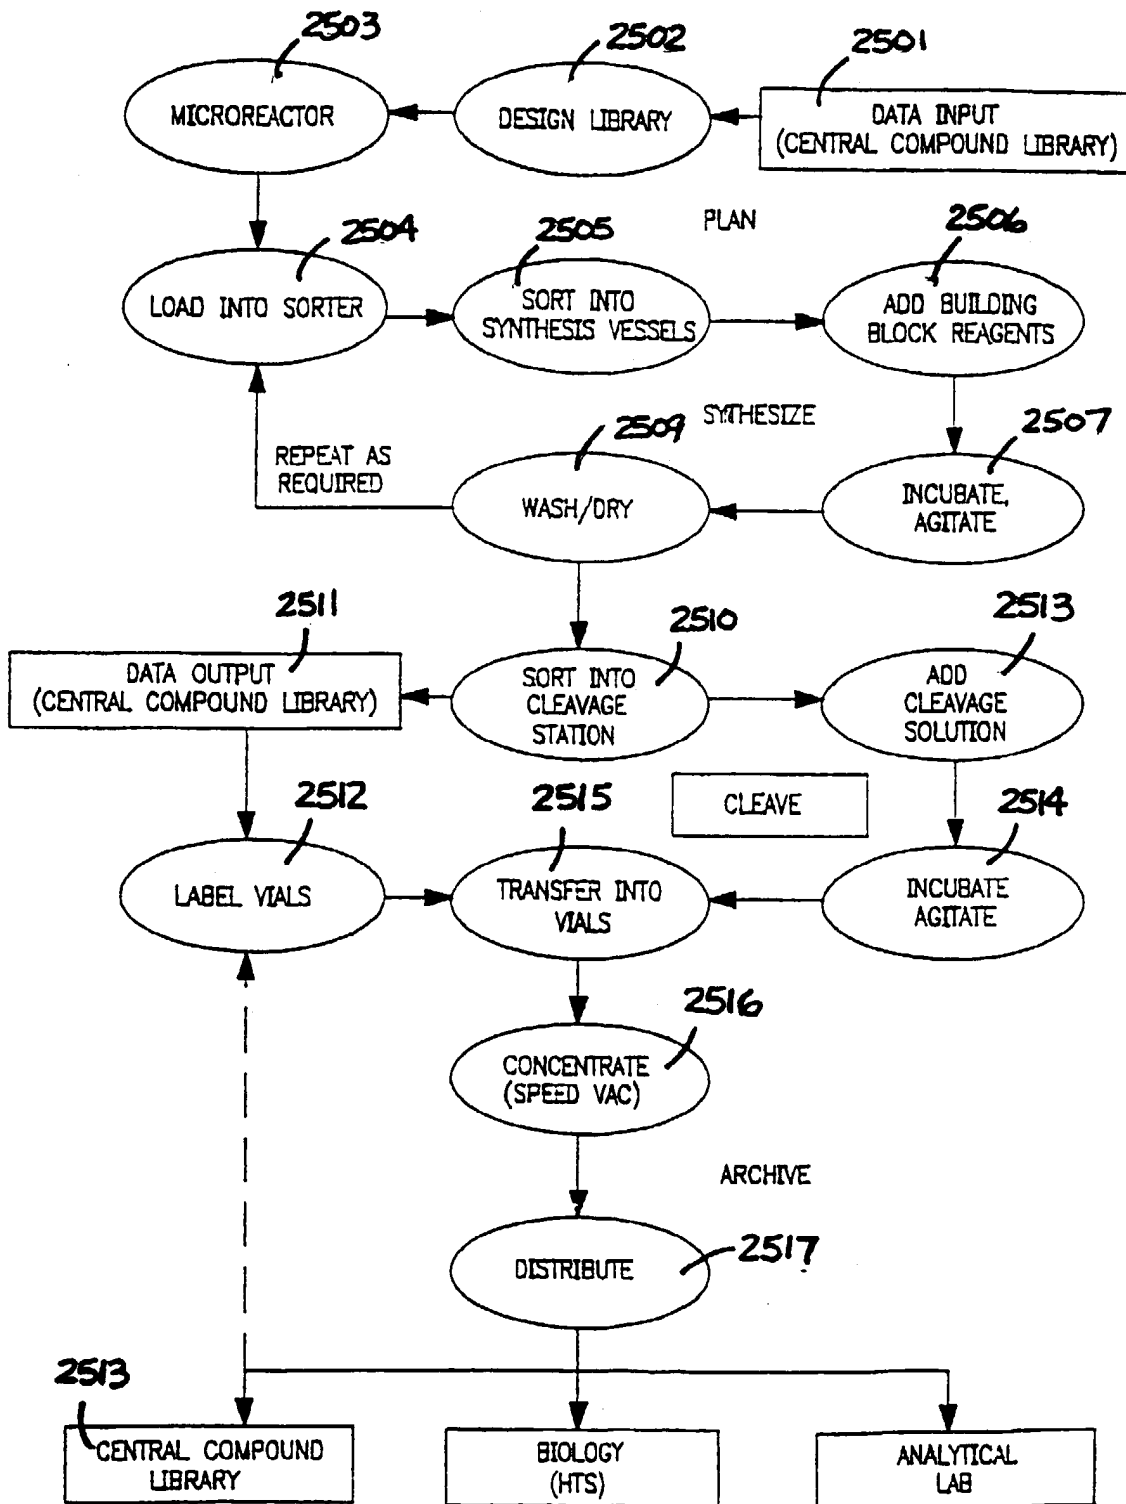 2503
2502
2501
MICROREACTOR
DESIGN LIBRARY
DATA INPUT
(CENTRAL COMPOUND LIBRARY)
PLAN
2504
2505
2506
LOAD INTO SORTER
SORT INTO
SYNTHESIS VESSELS
ADD BUILDING
BLOCK REAGENTS
SYTHESIZE
2509
2507
REPEAT AS
REQUIRED
WASH/DRY
INCUBATE,
AGITATE
2511
2510
2513
DATA OUTPUT
(CENTRAL COMPOUND LIBRARY)
SORT INTO
CLEAVAGE
STATION
ADD
CLEAVAGE
SOLUTION
CLEAVE
2512
2515
2514
LABEL VIALS
TRANSFER INTO
VIALS
INCUBATE
AGITATE
2516
CONCENTRATE
(SPEED VAC)
ARCHIVE
2517
DISTRIBUTE
2513
CENTRAL COMPOUND
LIBRARY
BIOLOGY
(HTS)
ANALYTICAL
LAB